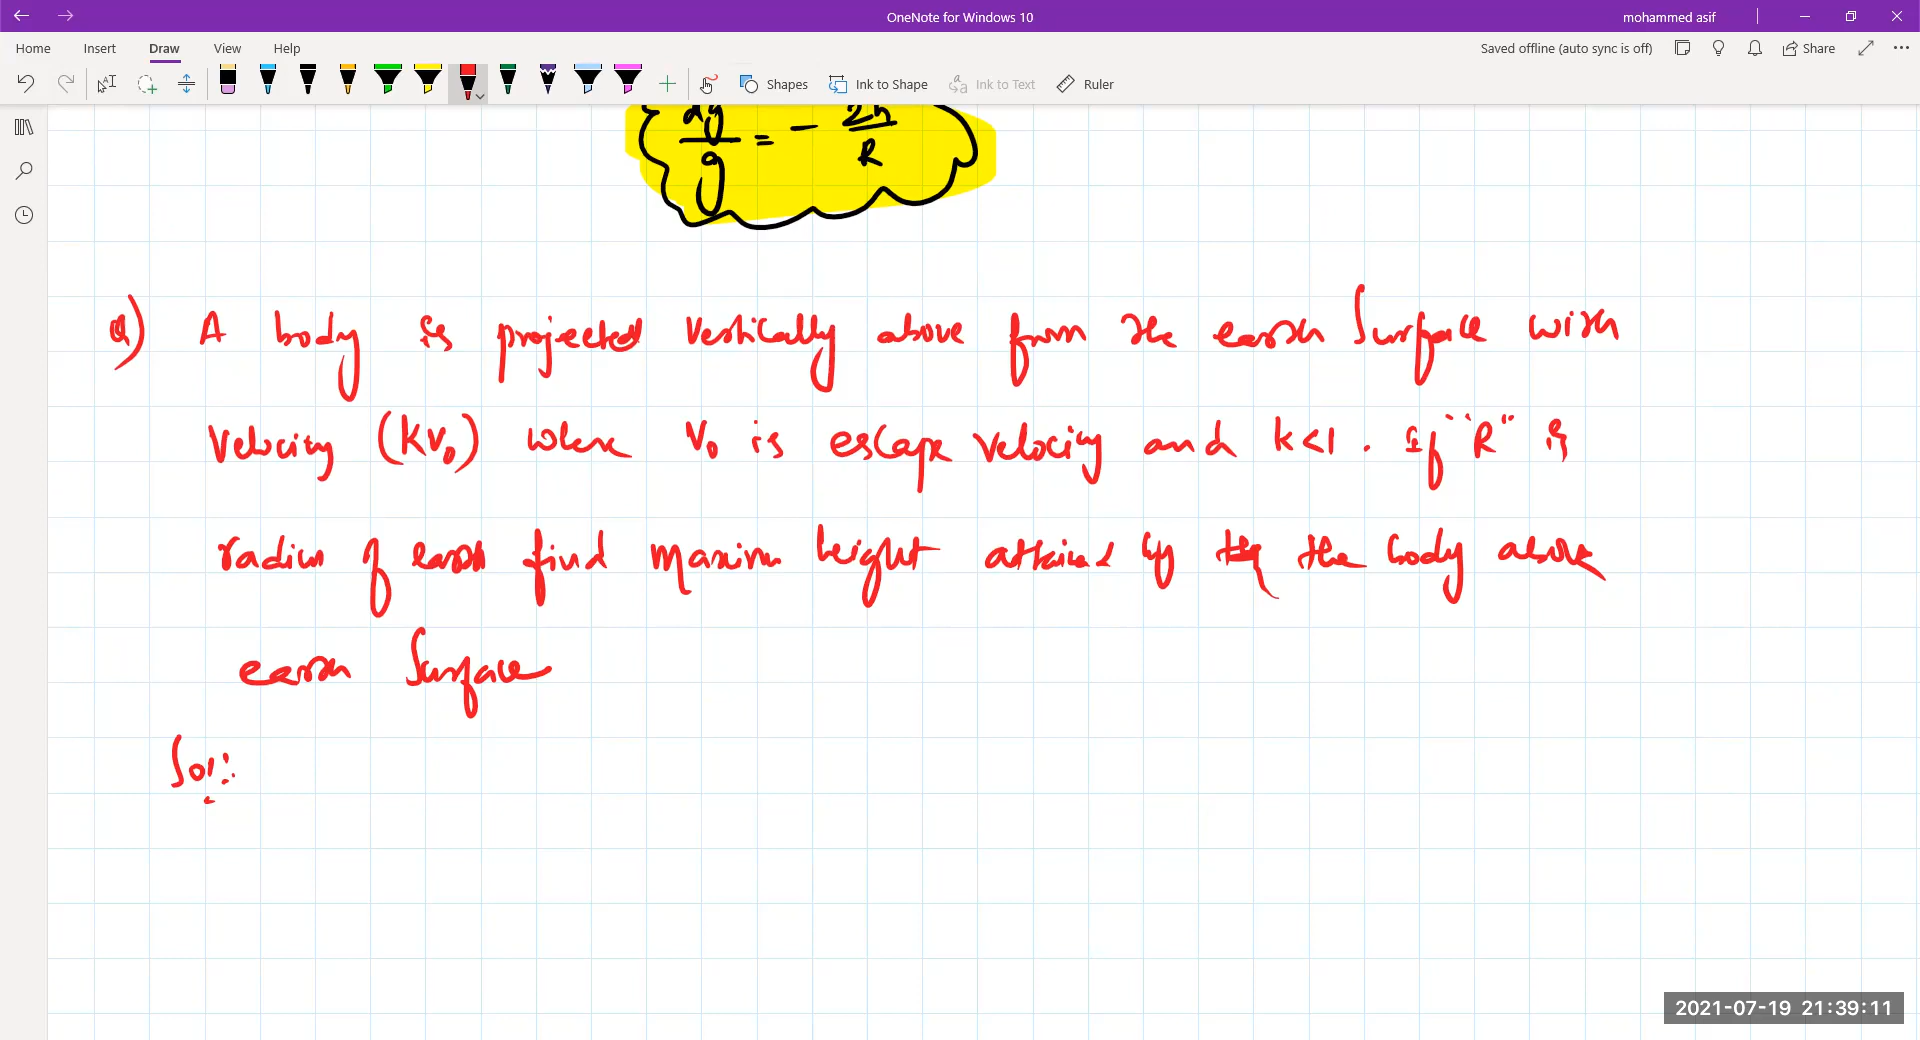 OneNote for Windows 10
mohammed asif
Home Insert Draw View Help
Saved offline (auto sync is off) Share
Shapes Ink to Shape Ink to Text Ruler
dg/g = - 2h/R
Q) A body is projected vertically above from the earth Surface with
Velocity (KV₀) where V₀ is escape velocity and K<1. If "R" is
radius of earth find maxim height attained by the body above
earth Surface
Sol:
2021-07-19 21:39:11